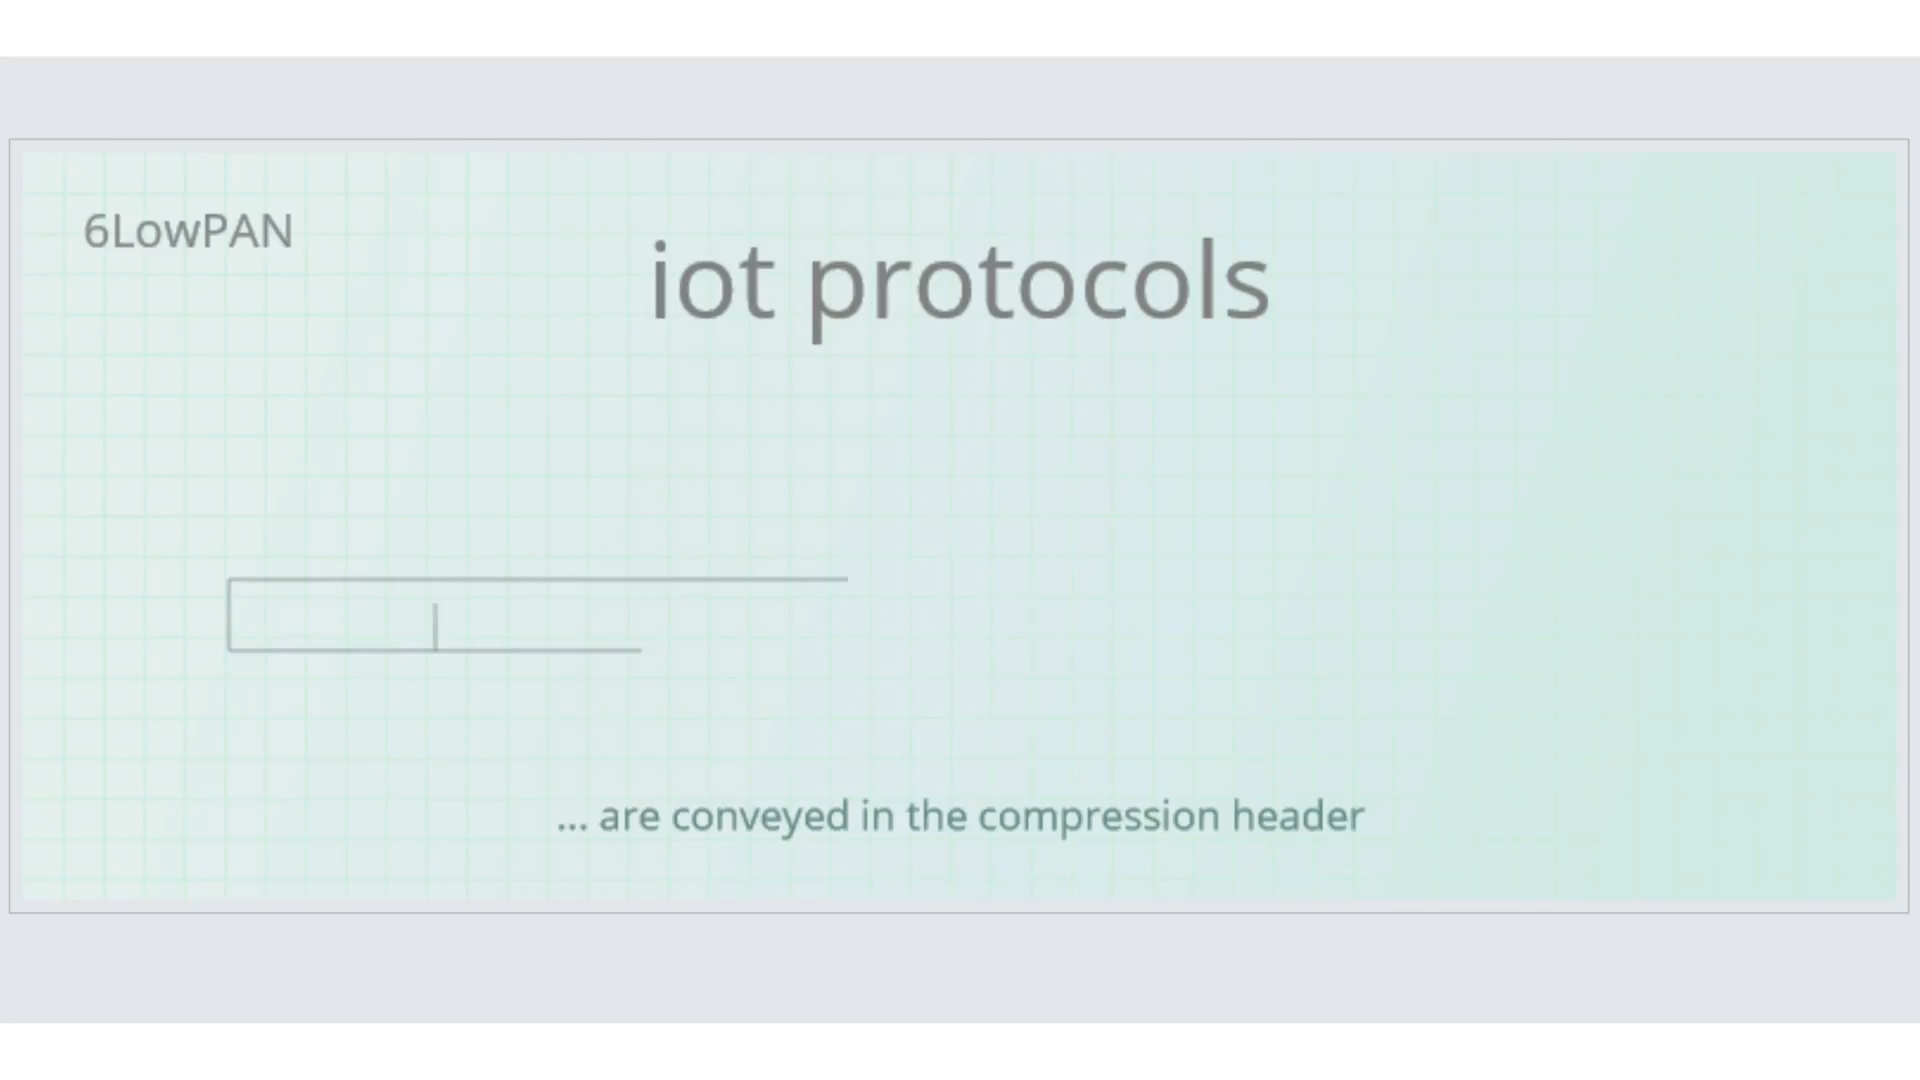 6LowPAN
iot protocols
... are conveyed in the compression header